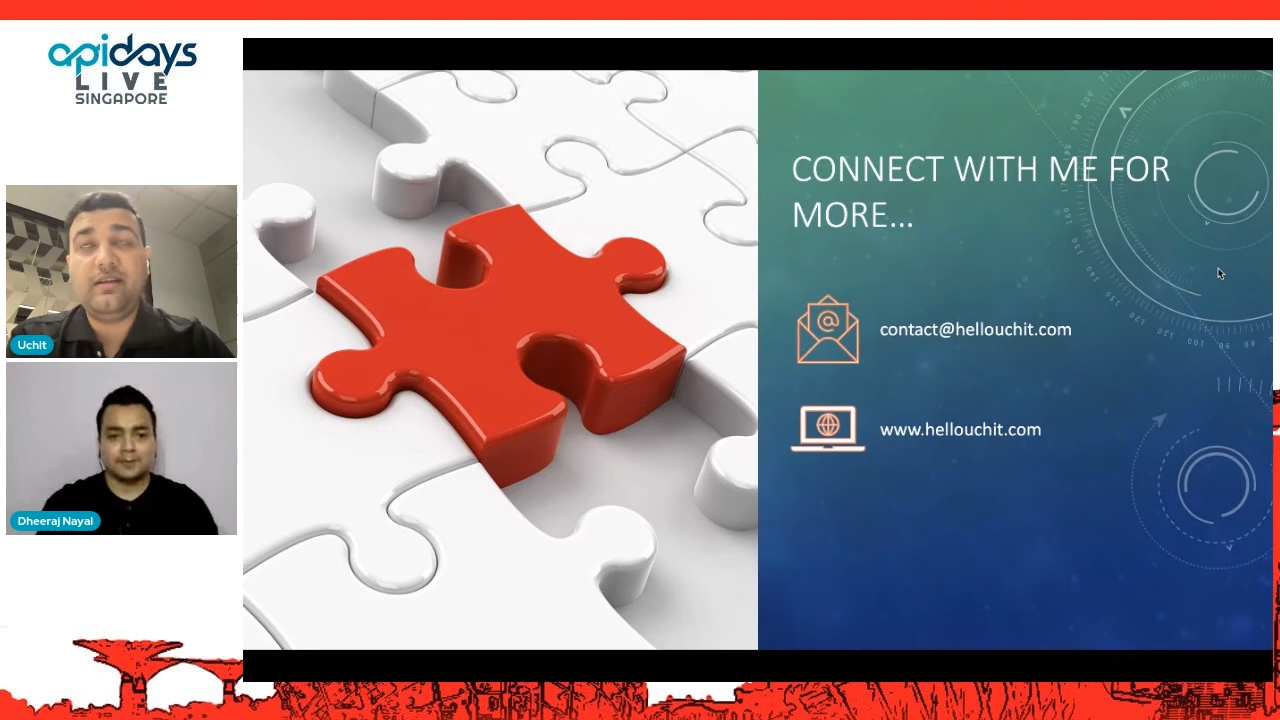 apidays
LIVE
SINGAPORE
Uchit
Dheeraj Nayal
CONNECT WITH ME FOR
MORE...
@
contact@hellouchit.com
www.hellouchit.com